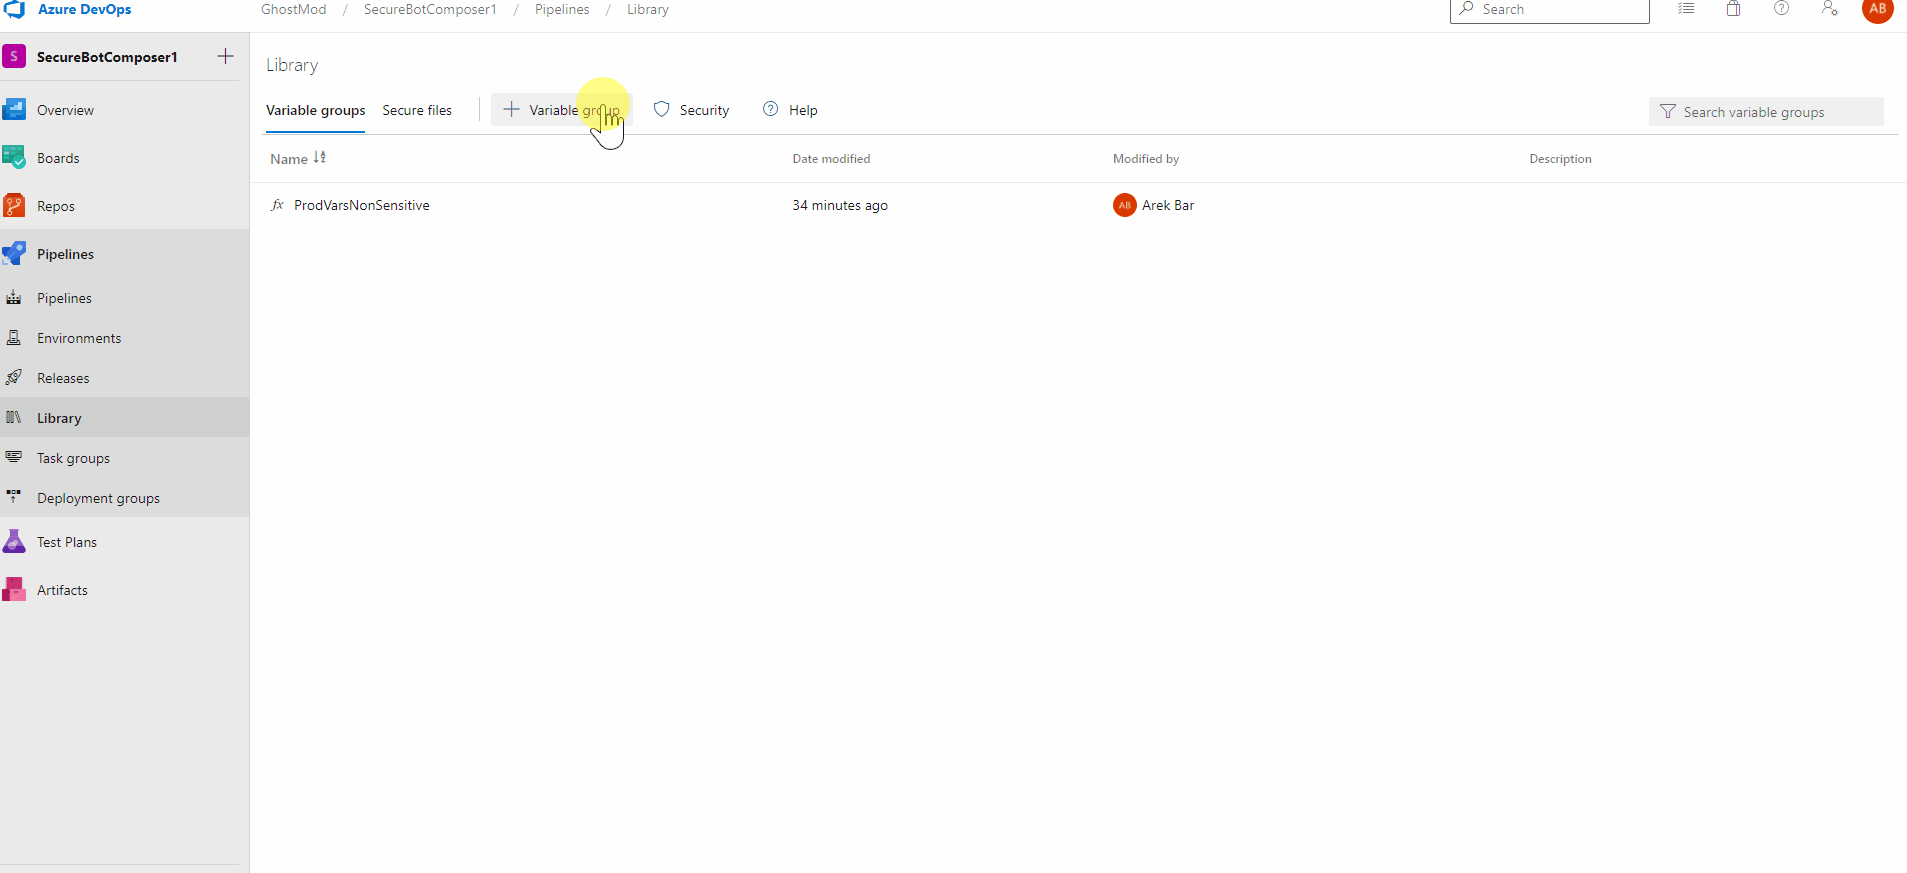 Azure DevOps
GhostMod / SecureBotComposer1 / Pipelines / Library
Search
AB
S SecureBotComposer1
Overview
Boards
Repos
Pipelines
Pipelines
Environments
Releases
Library
Task groups
Deployment groups
Test Plans
Artifacts
Library
Variable groups Secure files Variable group Security Help
Search variable groups
Name Date modified Modified by Description
fx ProdVarsNonSensitive 34 minutes ago AB Arek Bar